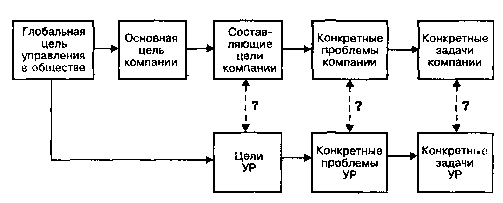 Глобальная
цель
управления
в обществе
Основная
цель
компании
Состав-
ляющие
цели
компании
Конкретные
проблемы
компании
Конкретные
задачи
компании
?
?
?
Цели
УР
Конкретные
проблемы
УР
Конкретные
задачи
УР